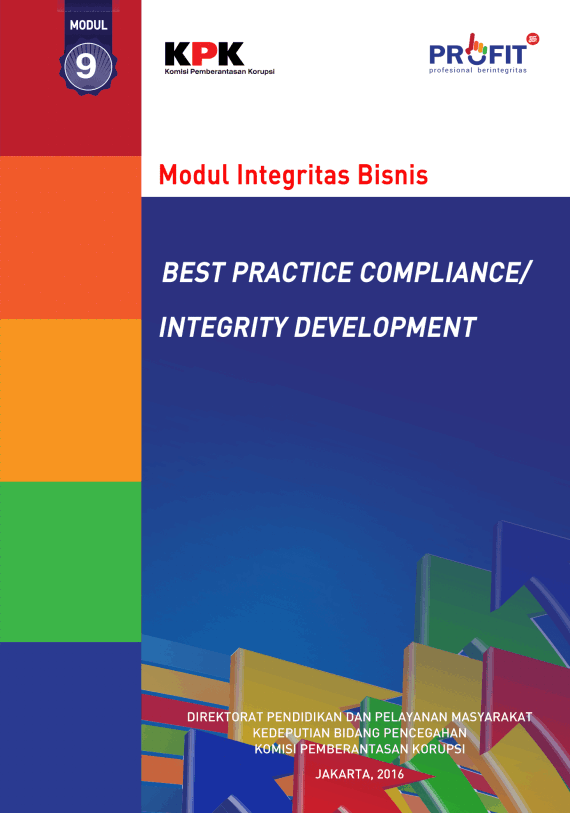 MODUL
9
KPK
Komisi Pemberantasan Korupsi
PROFIT
profesional berintegritas
Modul Integritas Bisnis
BEST PRACTICE COMPLIANCE/
INTEGRITY DEVELOPMENT
DIREKTORAT PENDIDIKAN DAN PELAYANAN MASYARAKAT
KEDEPUTIAN BIDANG PENCEGAHAN
KOMISI PEMBERANTASAN KORUPSI
JAKARTA, 2016